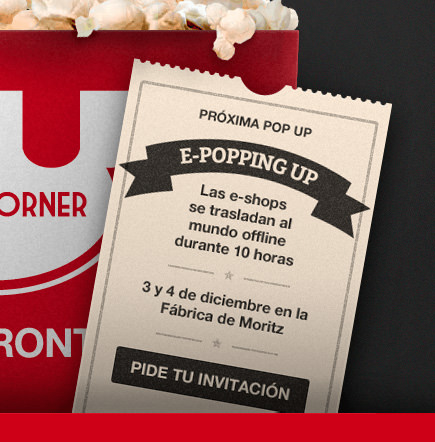 PRÓXIMA POP UP
E-POPPING UP
Las e-shops
se trasladan al
mundo offline
durante 10 horas
3 y 4 de diciembre en la
Fábrica de Moritz
PIDE TU INVITACIÓN
ORNER
RONT